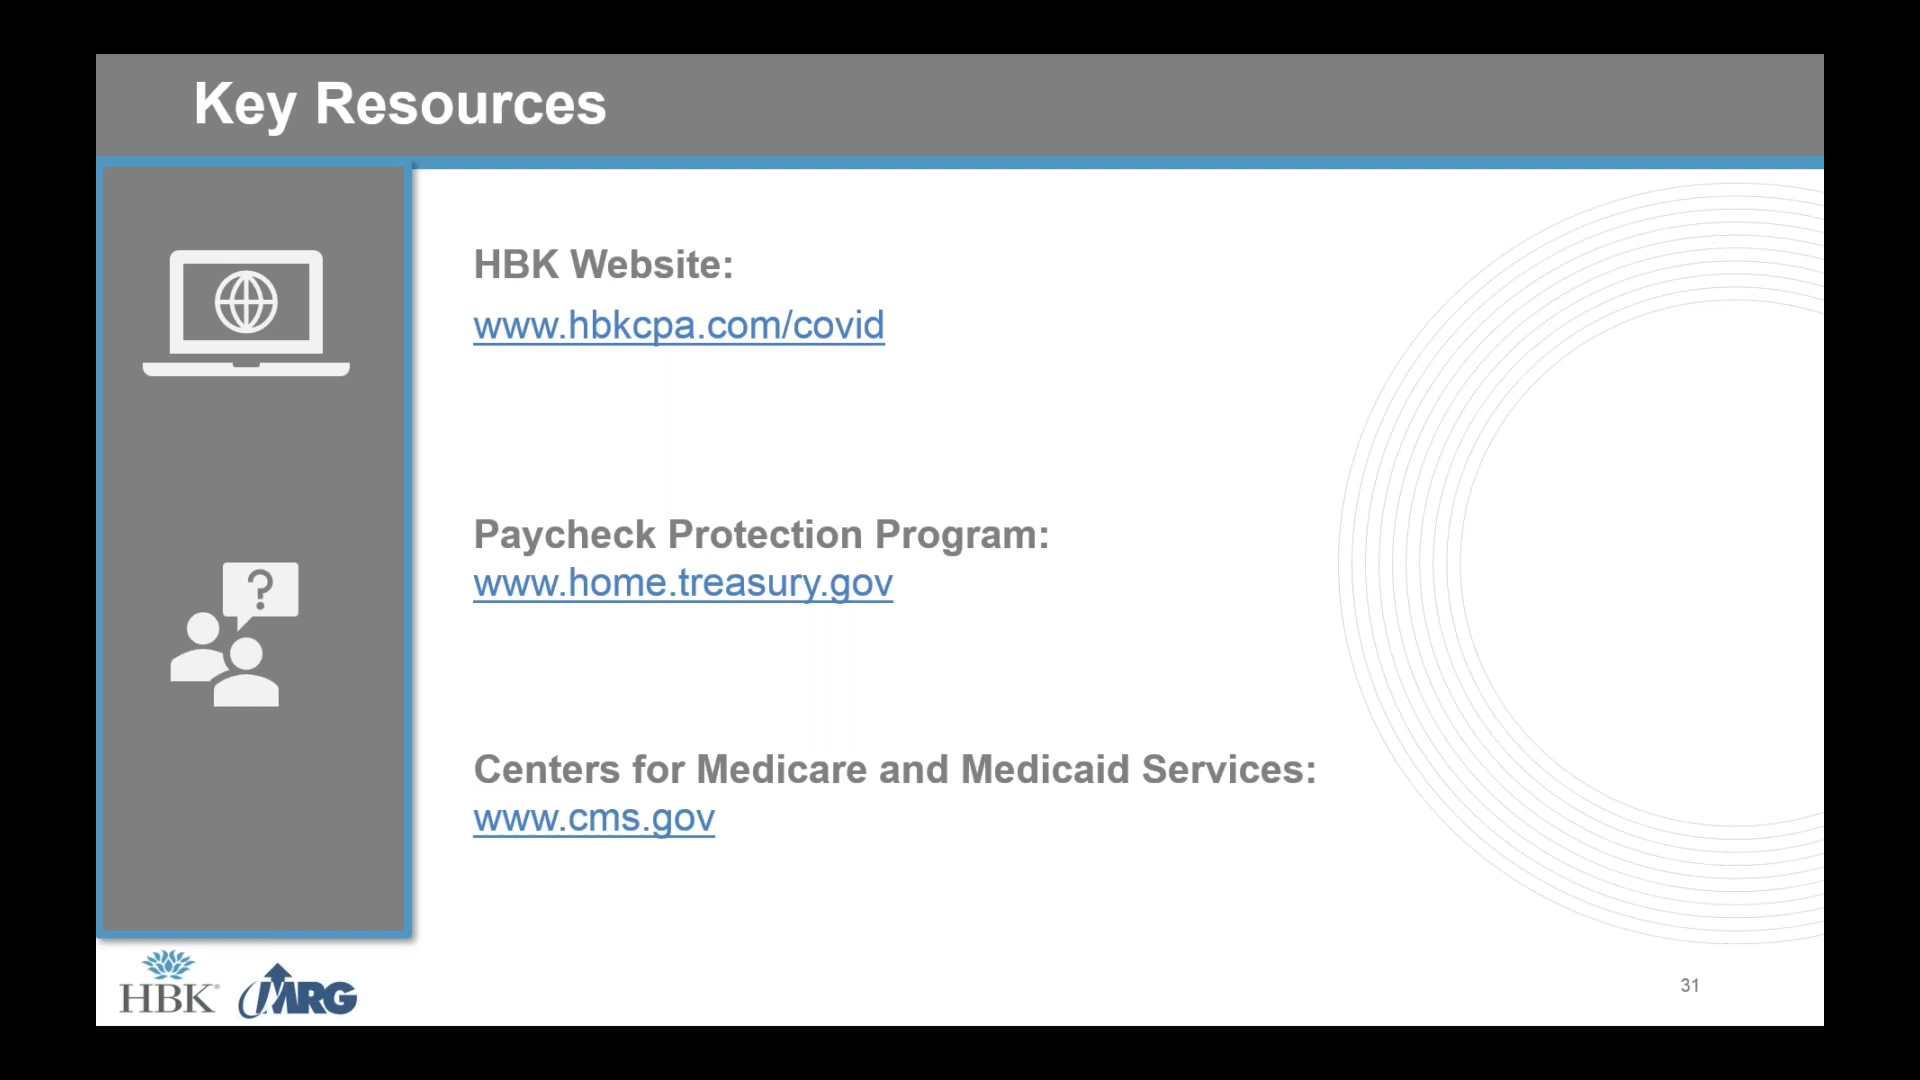 Key Resources
HBK Website:
www.hbkcpa.com/covid
?
Paycheck Protection Program:
www.home.treasury.gov
Centers for Medicare and Medicaid Services:
www.cms.gov
HBK®
MRG
31